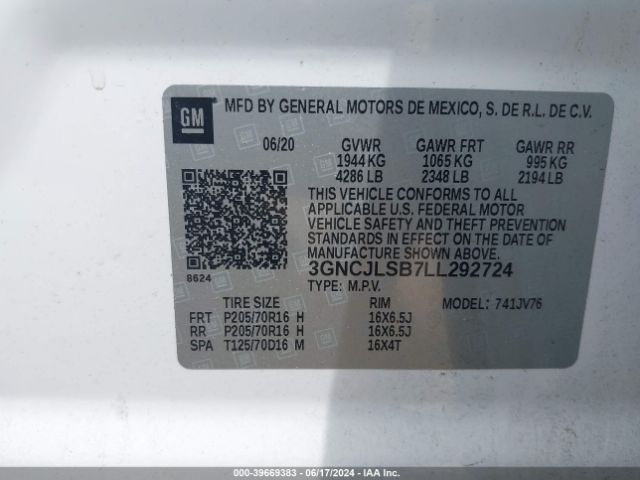 GM
MFD BY GENERAL MOTORS DE MEXICO, S. DE R.L. DE C.V.
06/20 GVWR GAWR FRT GAWR RR
1944 KG 1065 KG 995 KG
4286 LB 2348 LB 2194 LB
THIS VEHICLE CONFORMS TO ALL
APPLICABLE U.S. FEDERAL MOTOR
VEHICLE SAFETY AND THEFT PREVENTION
STANDARDS IN EFFECT ON THE DATE OF
MANUFACTURE SHOWN ABOVE.
3GNCJLSB7LL292724
8624
TYPE: M.P.V.
TIRE SIZE RIM MODEL: 741JV76
FRT P205/70R16 H 16X6.5J
RR P205/70R16 H 16X6.5J
SPA T125/70D16 M 16X4T
000-39669383 - 06/17/2024 - IAAI.COM